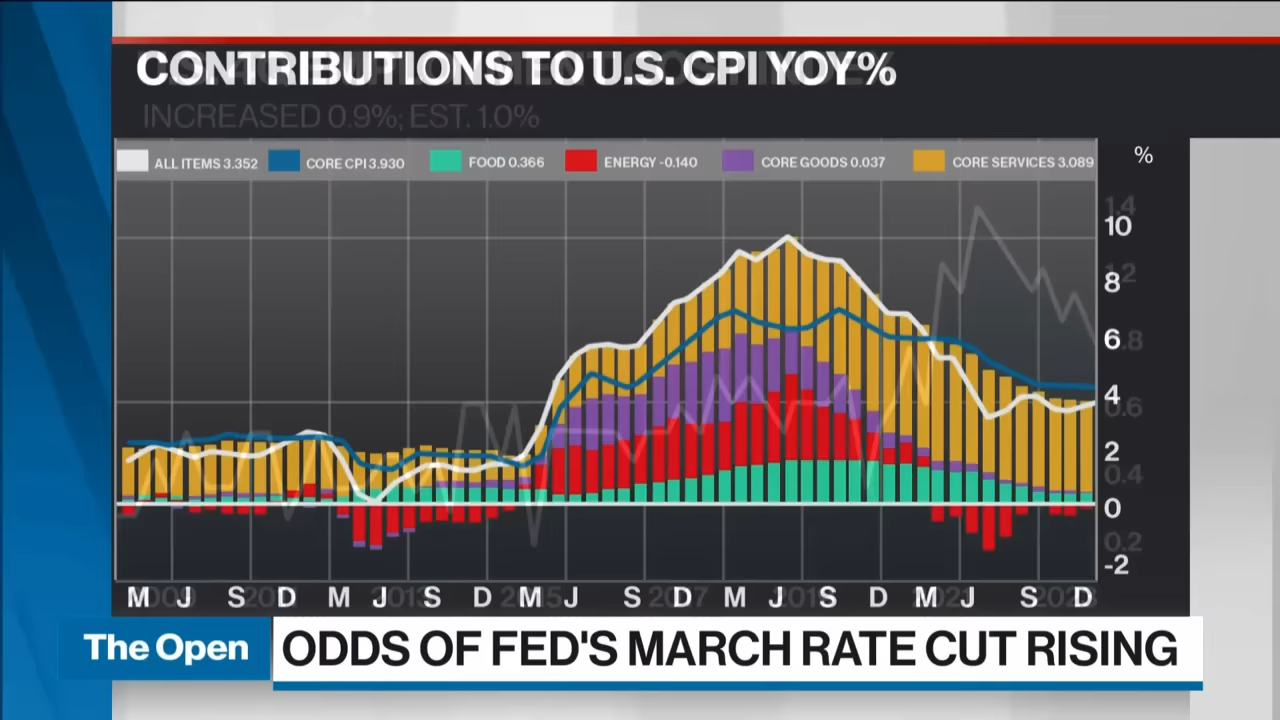 CONTRIBUTIONS TO U.S. CPI YOY%
INCREASED 0.9%; EST. 1.0%
ALL ITEMS 3.352 CORE CPI 3.930 FOOD 0.366 ENERGY -0.140 CORE GOODS 0.037 CORE SERVICES 3.089
%
10
8
6
4
2
0
-2
M J S D M J S D M J S D M J S D M J S D
The Open
ODDS OF FED'S MARCH RATE CUT RISING